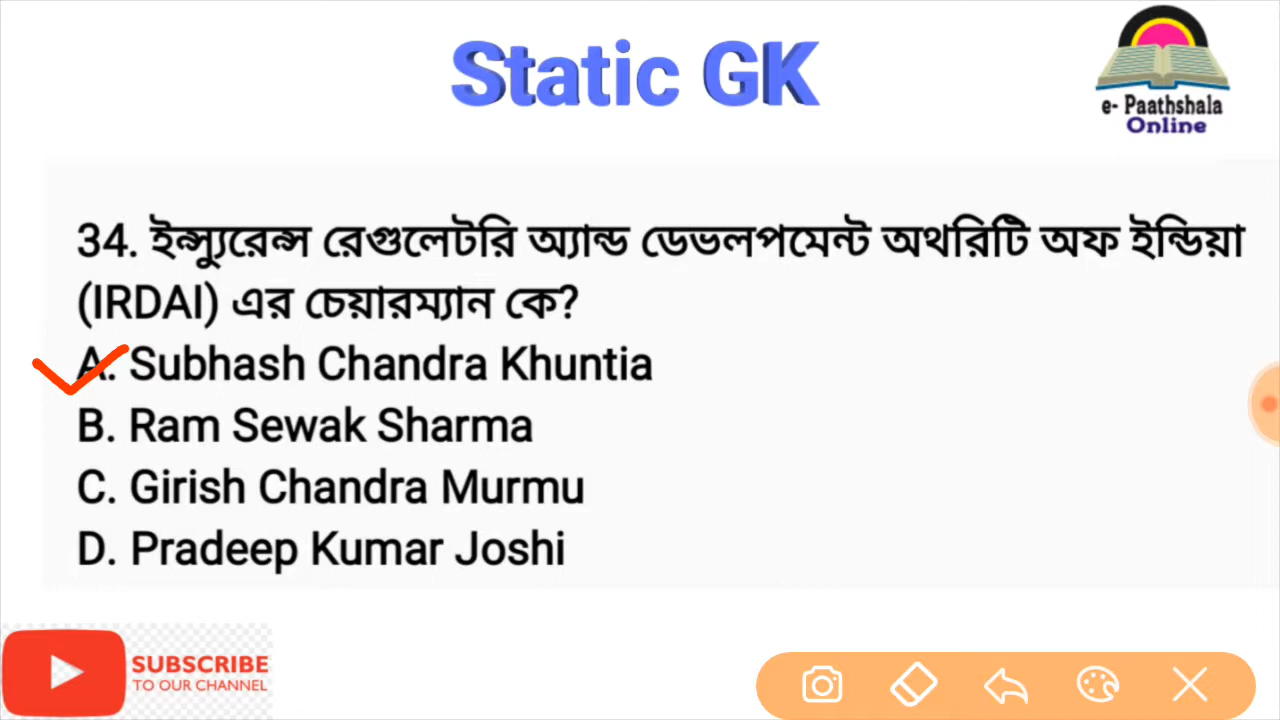 Static GK
e- Paathshala
Online
34. ইন্স্যুরেন্স রেগুলেটরি অ্যান্ড ডেভলপমেন্ট অথরিটি অফ ইন্ডিয়া
(IRDAI) এর চেয়ারম্যান কে?
A. Subhash Chandra Khuntia
B. Ram Sewak Sharma
C. Girish Chandra Murmu
D. Pradeep Kumar Joshi
SUBSCRIBE
TO OUR CHANNEL